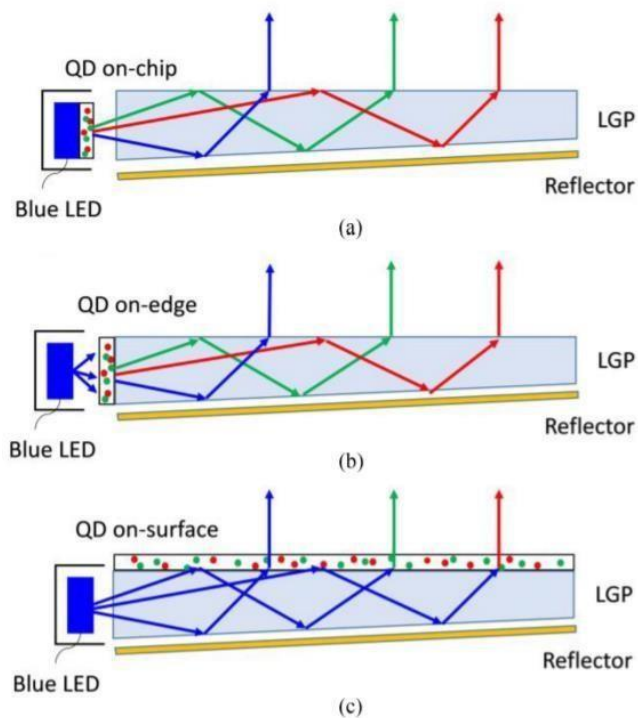 QD on-chip
LGP
Reflector
Blue LED
(a)
QD on-edge
LGP
Reflector
Blue LED
(b)
QD on-surface
LGP
Reflector
Blue LED
(c)